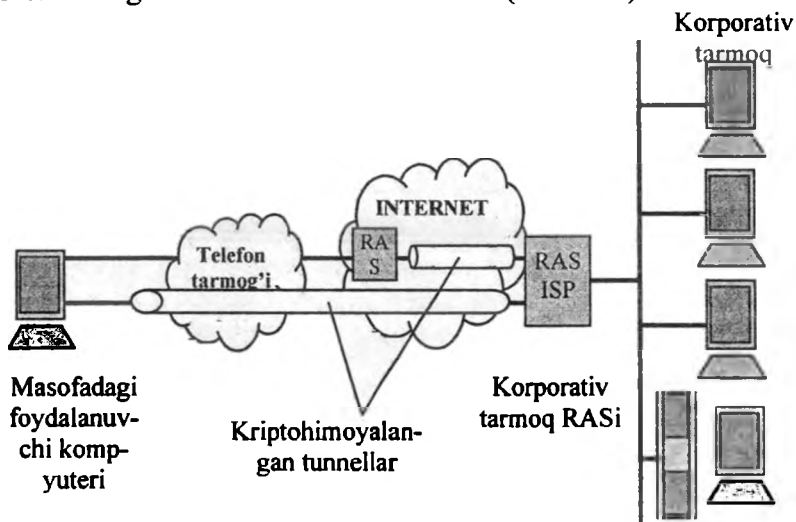 Korporativ
tarmoq
INTERNET
RA
S
Telefon
tarmog'i
RAS
ISP
Masofadagi
foydalanuv-
chi komp-
yuteri
Kriptohimoyalan-
gan tunnellar
Korporativ
tarmoq RASi